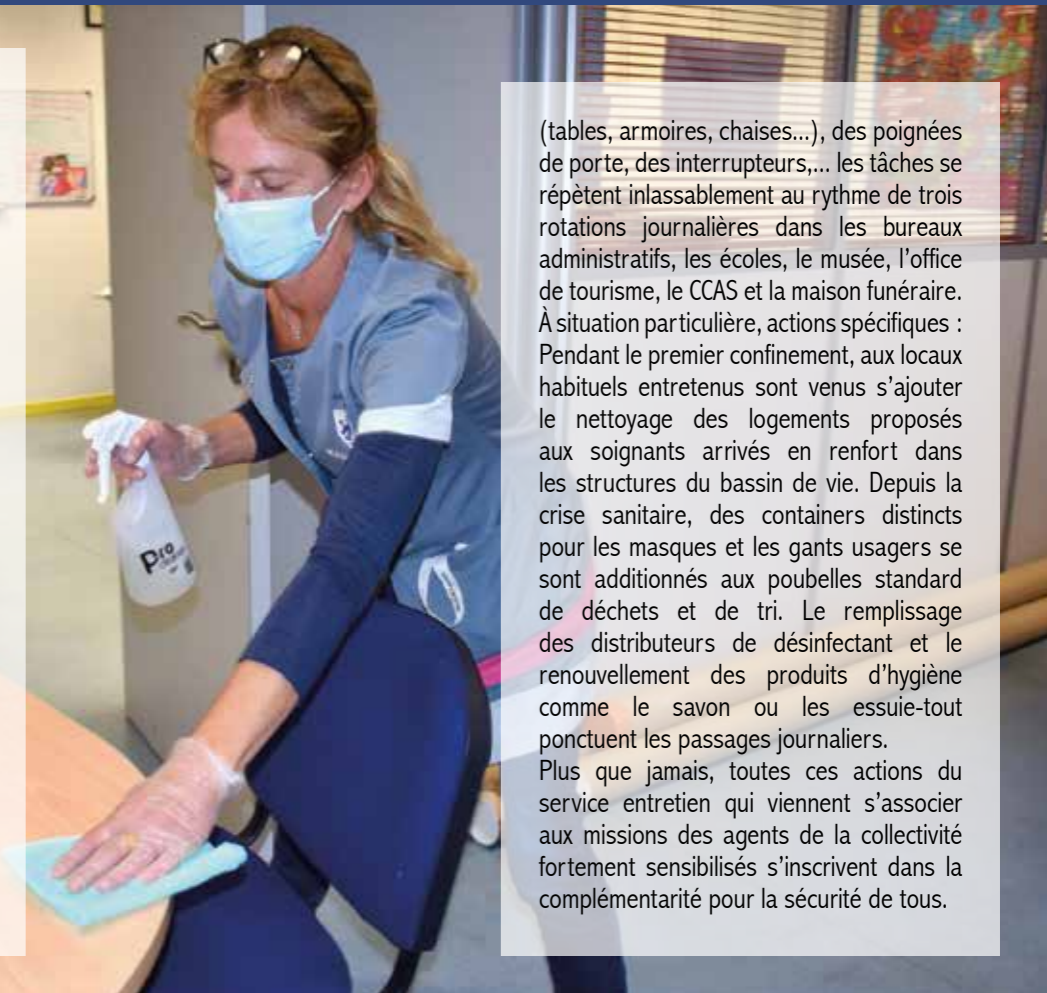 (tables, armoires, chaises...), des poignées
de porte, des interrupteurs,... les tâches se
répètent inlassablement au rythme de trois
rotations journalières dans les bureaux
administratifs, les écoles, le musée, l'office
de tourisme, le CCAS et la maison funéraire.
À situation particulière, actions spécifiques :
Pendant le premier confinement, aux locaux
habituels entretenus sont venus s'ajouter
le nettoyage des logements proposés
aux soignants arrivés en renfort dans
les structures du bassin de vie. Depuis la
crise sanitaire, des containers distincts
pour les masques et les gants usagers se
sont additionnés aux poubelles standard
de déchets et de tri. Le remplissage
des distributeurs de désinfectant et le
renouvellement des produits d'hygiène
comme le savon ou les essuie-tout
ponctuent les passages journaliers.
Plus que jamais, toutes ces actions du
service entretien qui viennent s'associer
aux missions des agents de la collectivité
fortement sensibilisés s'inscrivent dans la
complémentarité pour la sécurité de tous.
pro